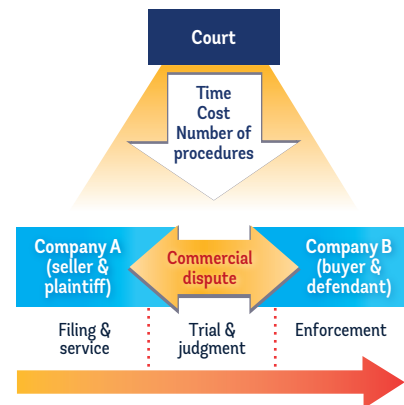 Court
Time
Cost
Number of
procedures
Company A
(seller &
plaintiff)
Commercial
dispute
Company B
(buyer &
defendant)
Filing &
service
Trial &
judgment
Enforcement